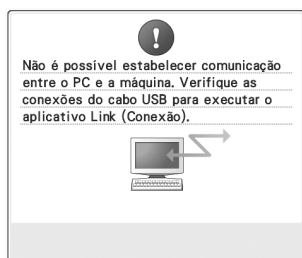 Não é possível estabelecer comunicação
entre o PC e a máquina. Verifique as
conexões do cabo USB para executar o
aplicativo Link (Conexão).